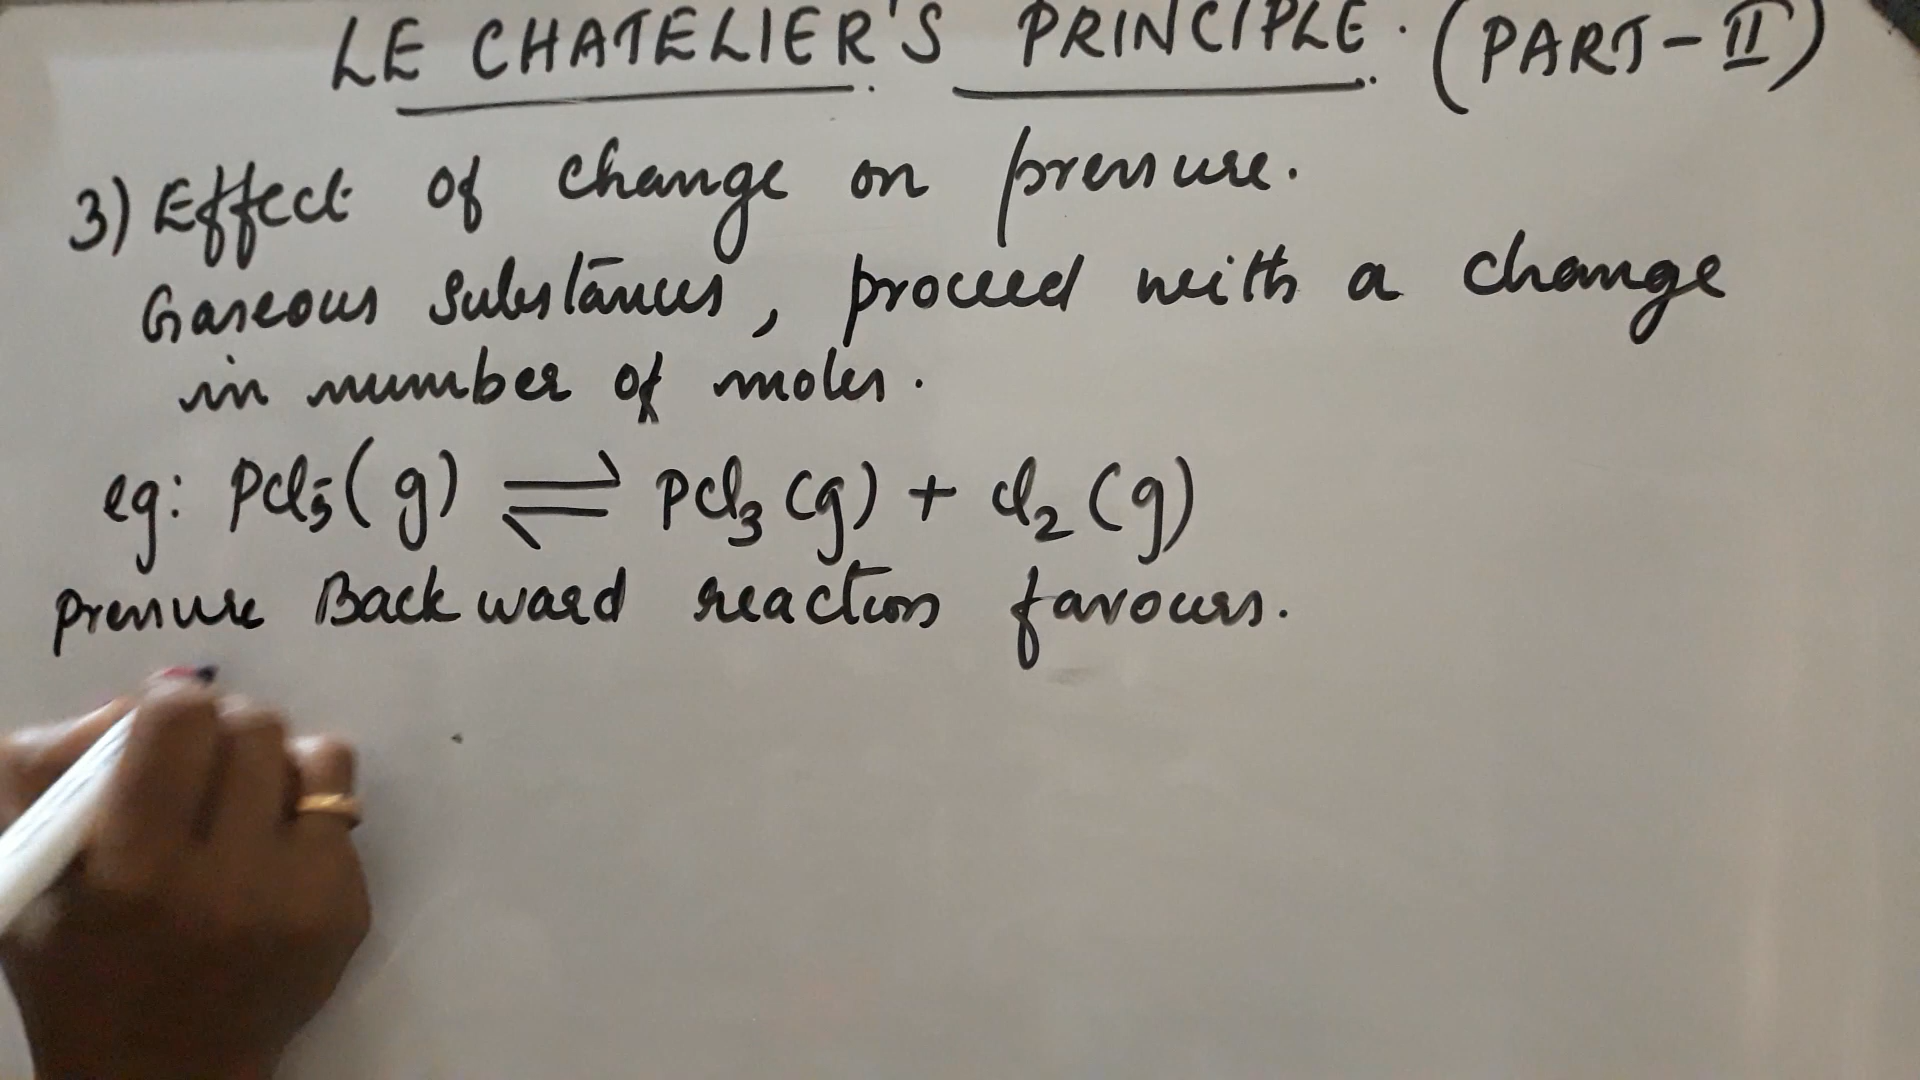 LE CHATELIER'S PRINCIPLE. (PART-II)
3) Effect of change on pressure.
Gaseous substances, proceed with a change
in number of moles.
eg: PCl5(g) ⇌ PCl3(g) + Cl2(g)
pressure Backward reaction favours.